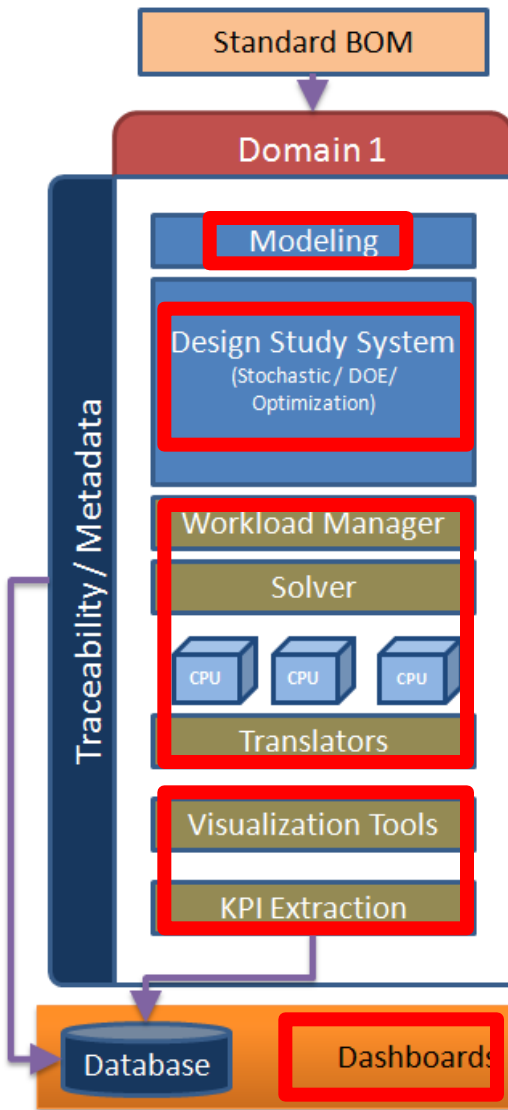 Standard BOM
Domain 1
Traceability / Metadata
Modeling
Design Study System
(Stochastic / DOE/
Optimization)
Workload Manager
Solver
CPU
CPU
CPU
Translators
Visualization Tools
KPI Extraction
Database
Dashboards